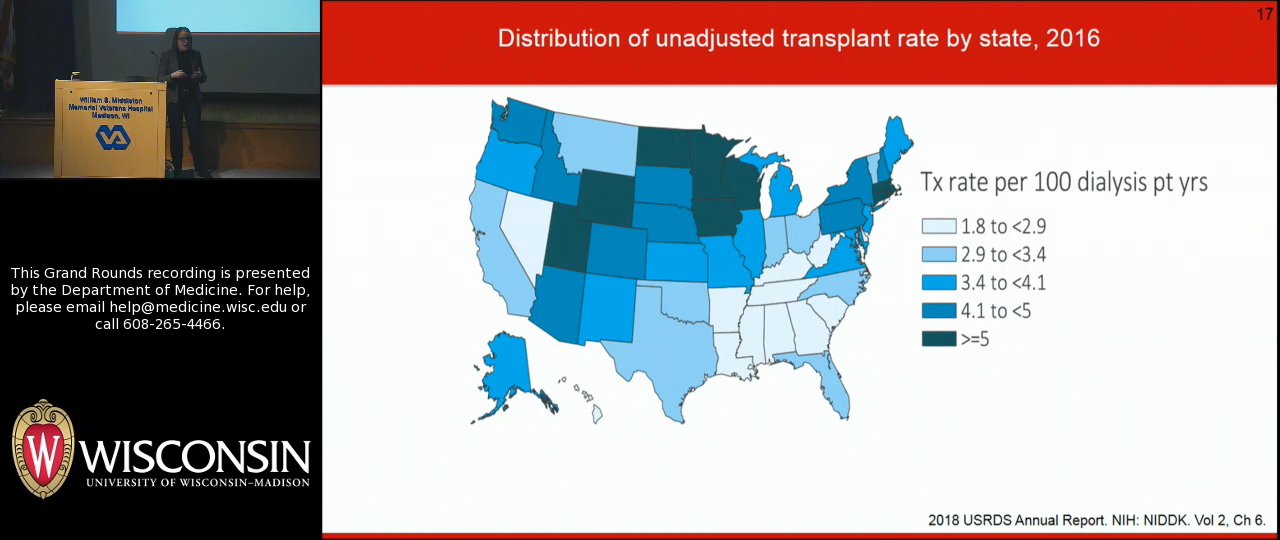 William S. Middleton
Memorial Veterans Hospital
Madison, WI
This Grand Rounds recording is presented
by the Department of Medicine. For help,
please email help@medicine.wisc.edu or
call 608-265-4466.
W
WISCONSIN
UNIVERSITY OF WISCONSIN–MADISON
17
Distribution of unadjusted transplant rate by state, 2016
Tx rate per 100 dialysis pt yrs
1.8 to <2.9
2.9 to <3.4
3.4 to <4.1
4.1 to <5
>=5
2018 USRDS Annual Report. NIH: NIDDK. Vol 2, Ch 6.